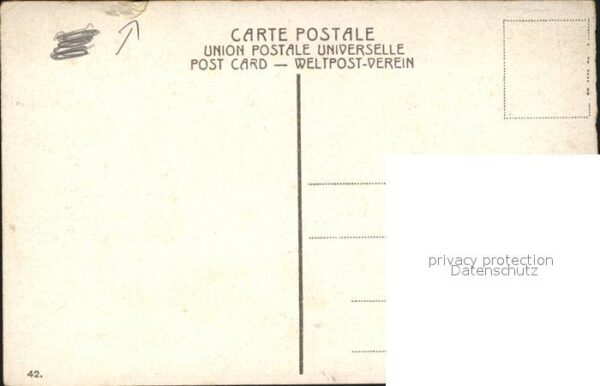 CARTE POSTALE
UNION POSTALE UNIVERSELLE
POST CARD — WELTPOST-VEREIN
privacy protection
Datenschutz
42.